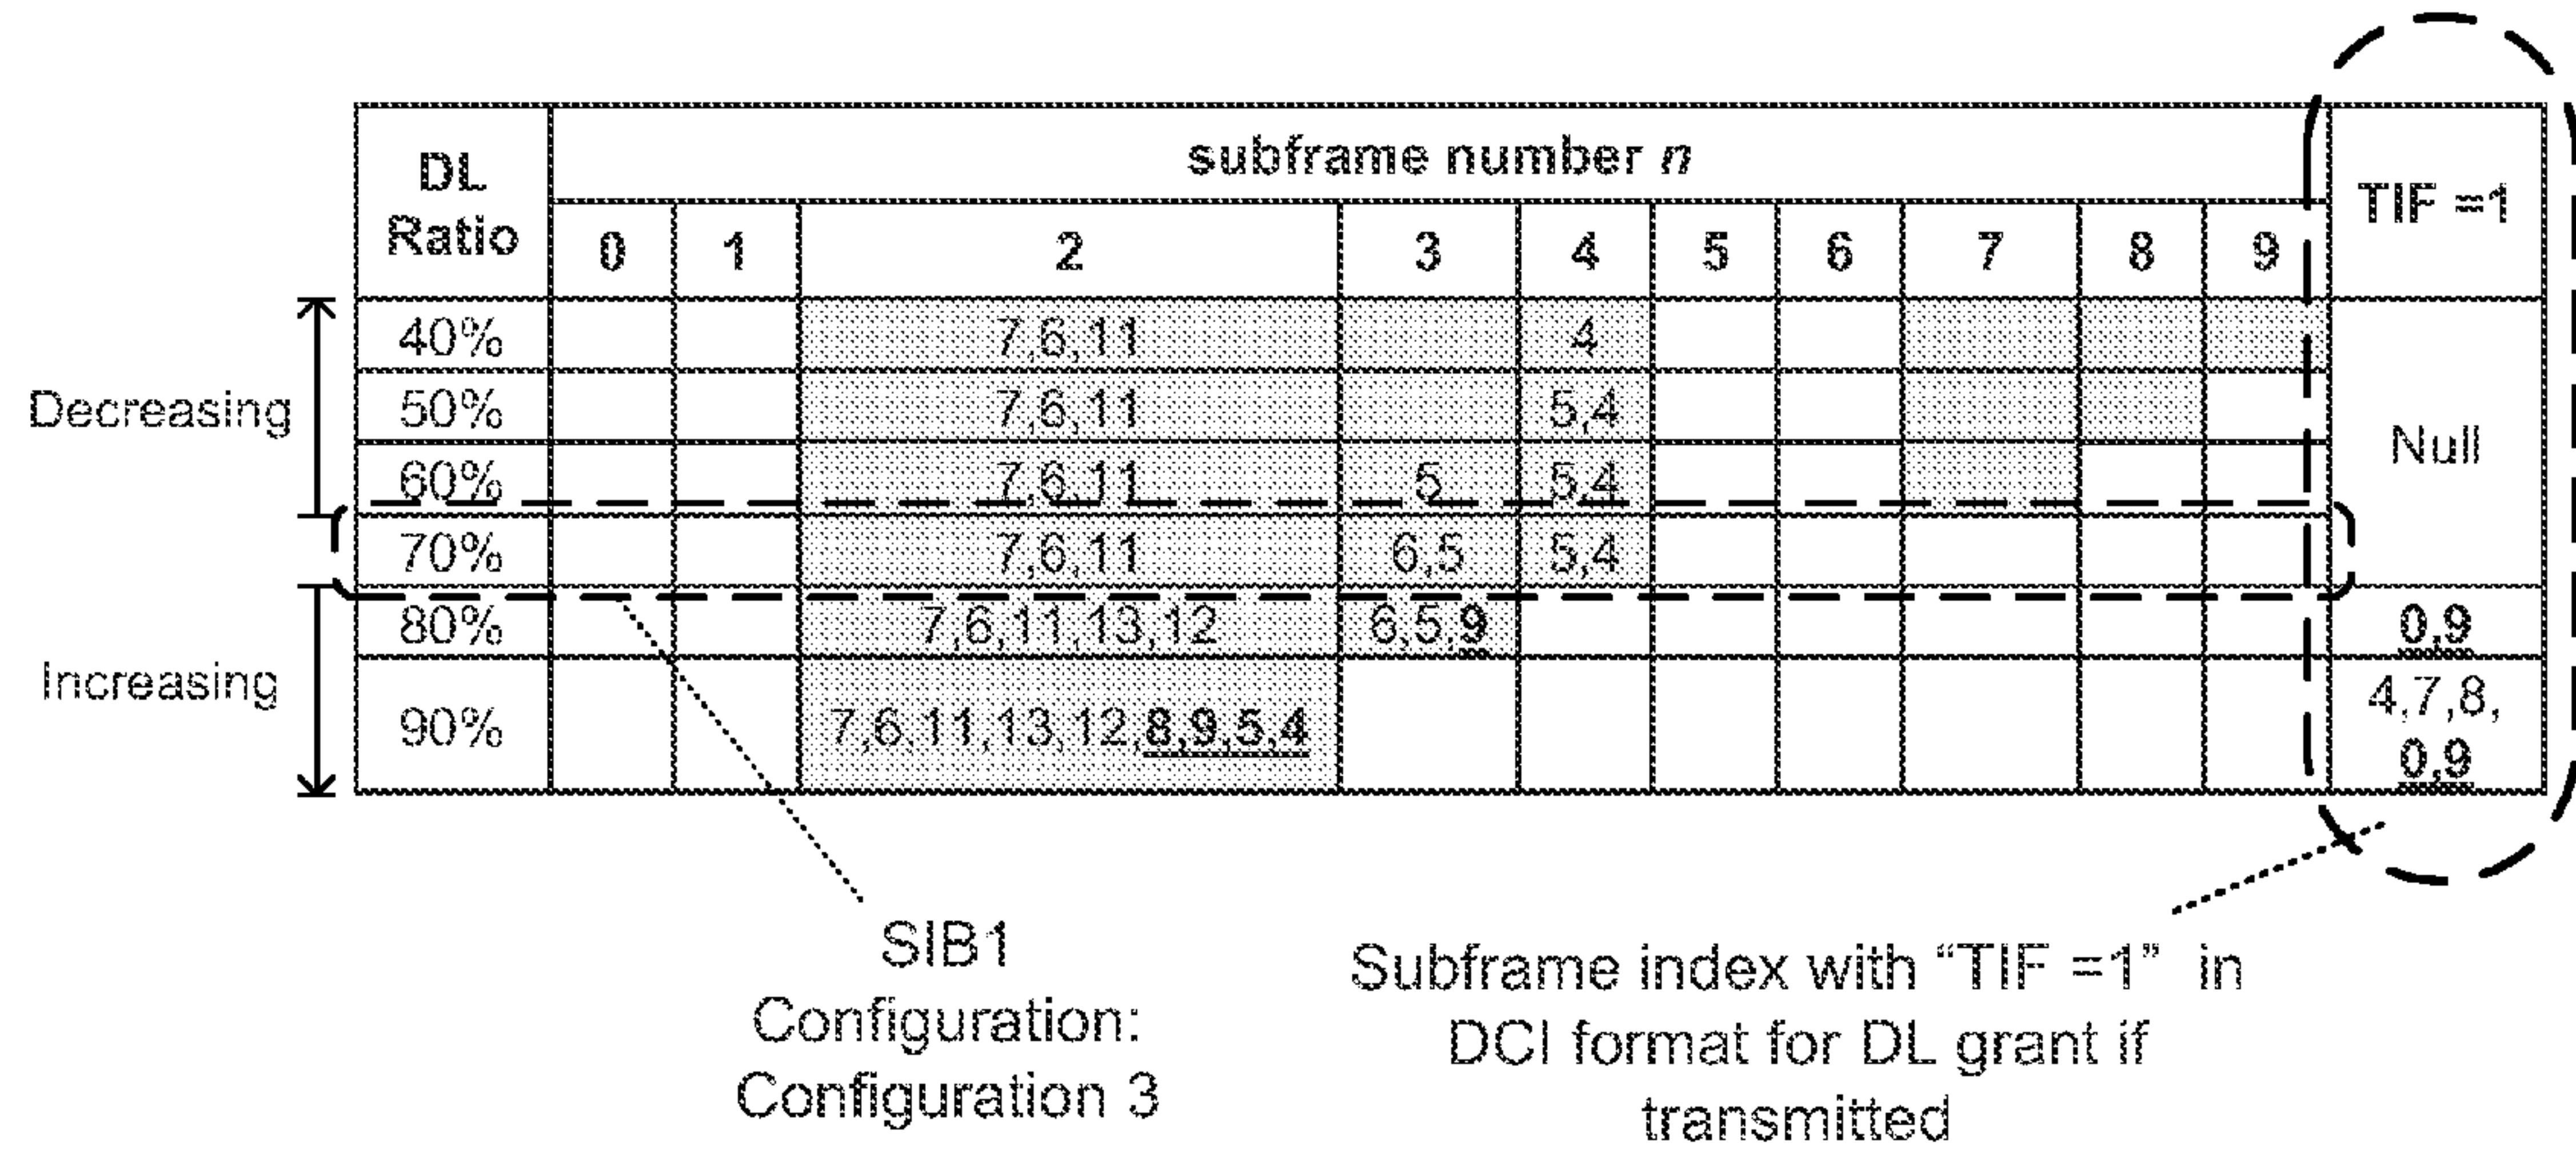 DL Ratio subframe number n TIF =1
0 1 2 3 4 5 6 7 8 9
40% 7,6,11 4 Null
50% 7,6,11 5,4
60% 7,6,11 5 5,4
70% 7,6,11 6,5 5,4
80% 7,6,11,13,12 6,5,9 0,9
90% 7,6,11,13,12,8,9,5,4 4,7,8,
0,9
Decreasing
Increasing
SIB1
Configuration:
Configuration 3
Subframe index with “TIF =1” in
DCI format for DL grant if
transmitted